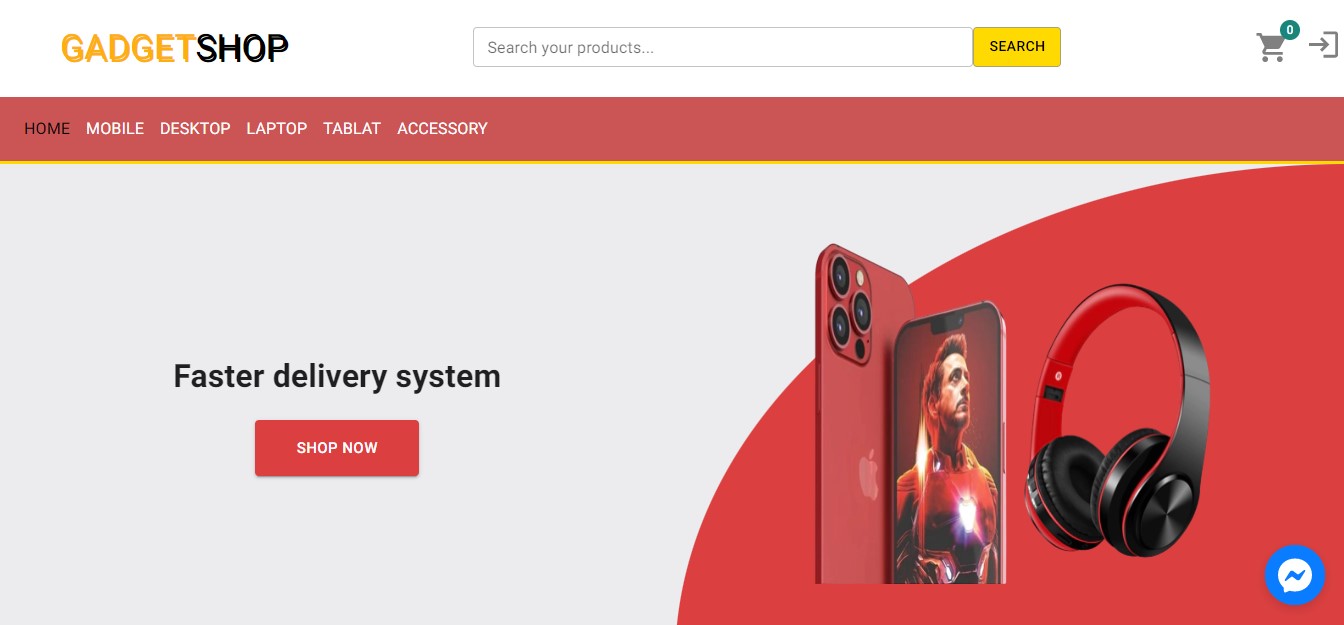 GADGETSHOP
Search your products...
SEARCH
0
HOME MOBILE DESKTOP LAPTOP TABLAT ACCESSORY
Faster delivery system
SHOP NOW